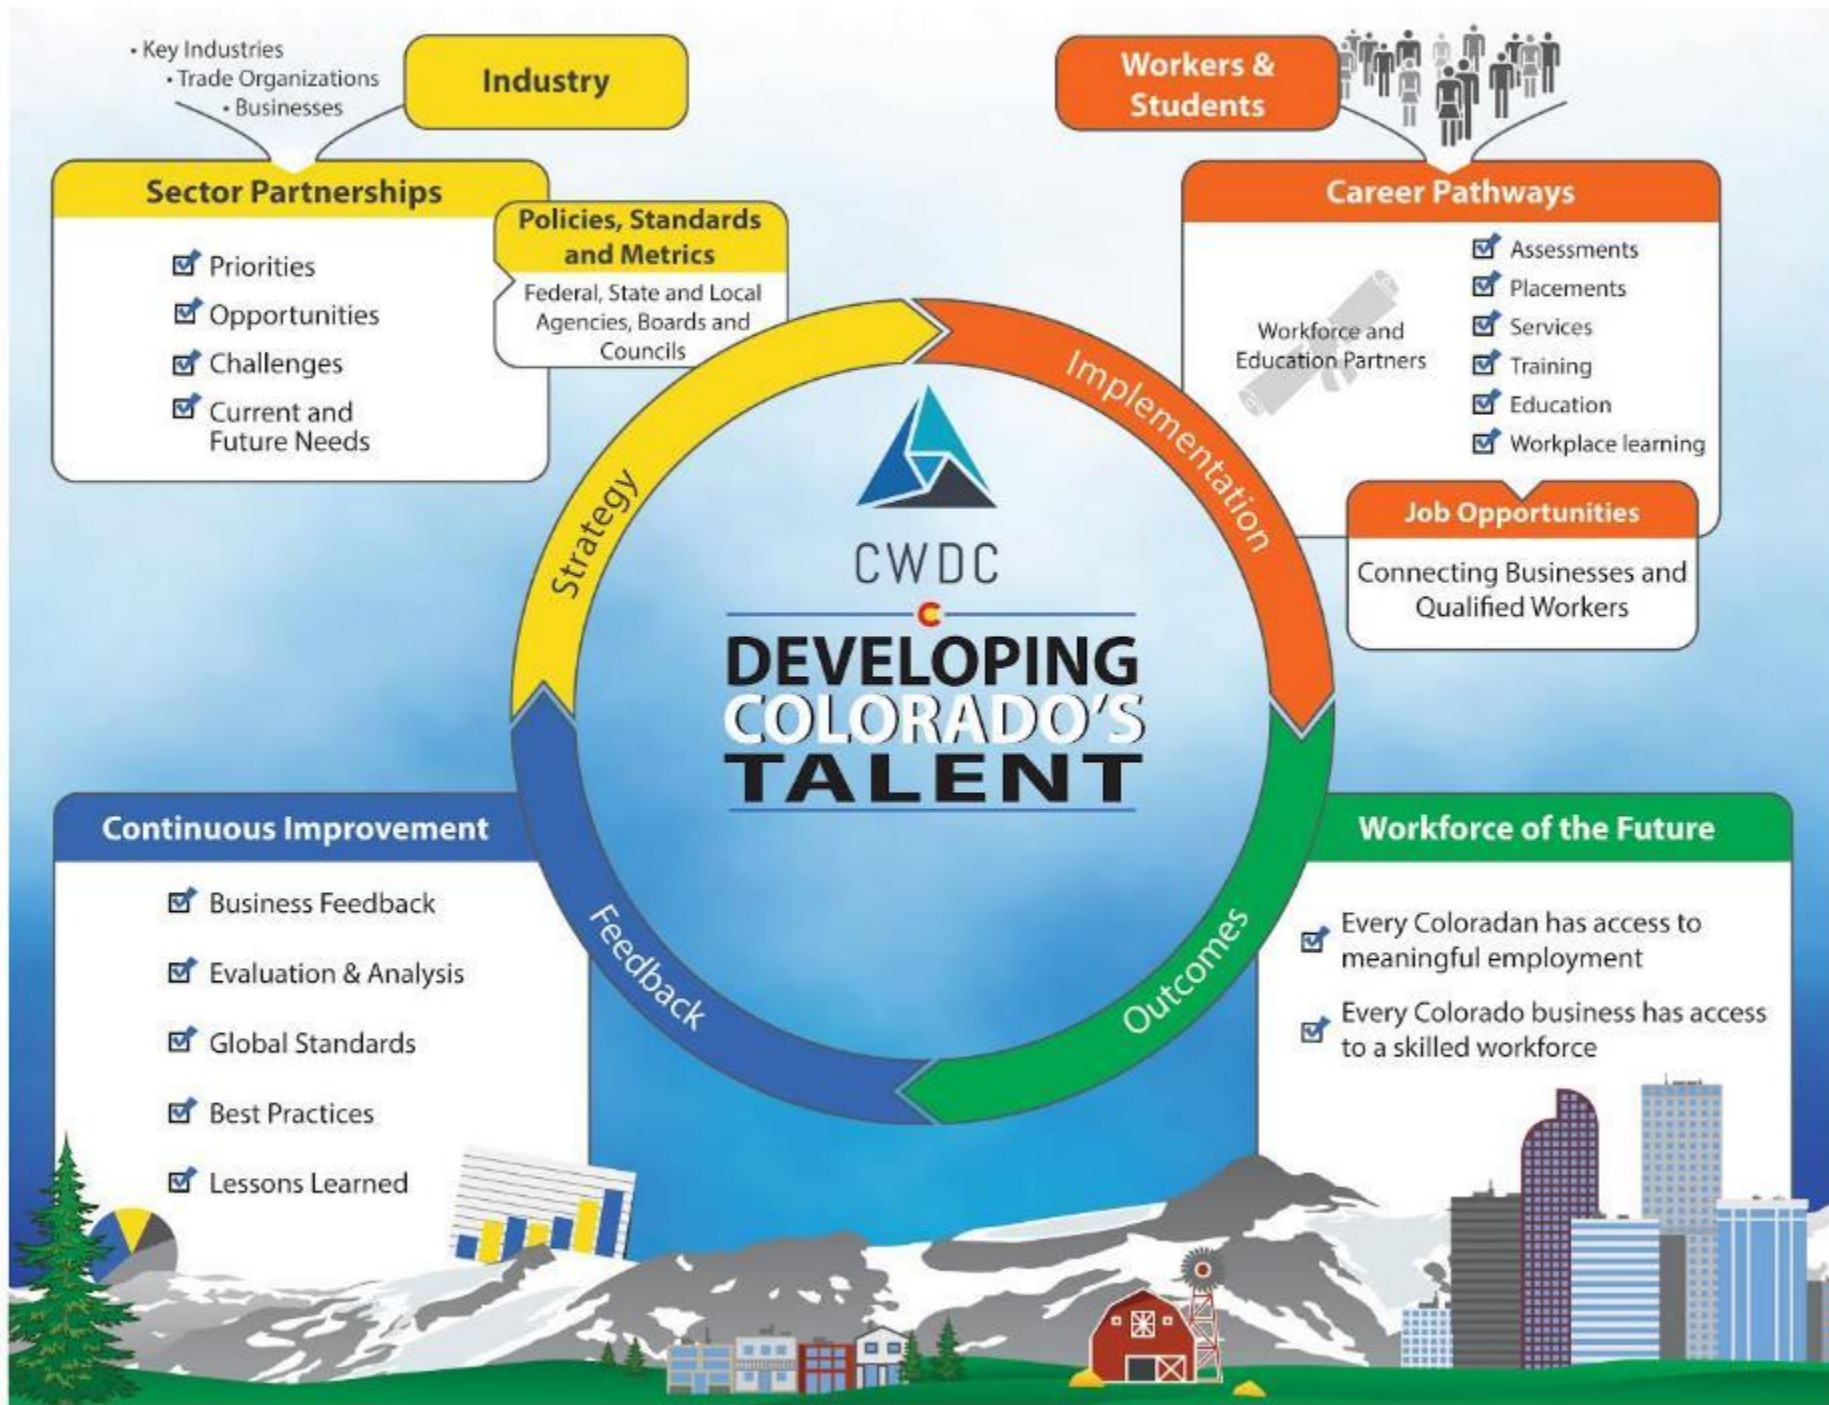 • Key Industries
• Trade Organizations
• Businesses
Industry
Sector Partnerships
Priorities
Opportunities
Challenges
Current and
Future Needs
Policies, Standards
and Metrics
Federal, State and Local
Agencies, Boards and
Councils
Workers &
Students
Career Pathways
Workforce and
Education Partners
Assessments
Placements
Services
Training
Education
Workplace learning
Job Opportunities
Connecting Businesses and
Qualified Workers
Strategy
Implementation
Outcomes
Feedback
CWDC
C
DEVELOPING
COLORADO'S
TALENT
Continuous Improvement
Business Feedback
Evaluation & Analysis
Global Standards
Best Practices
Lessons Learned
Workforce of the Future
Every Coloradan has access to
meaningful employment
Every Colorado business has access
to a skilled workforce